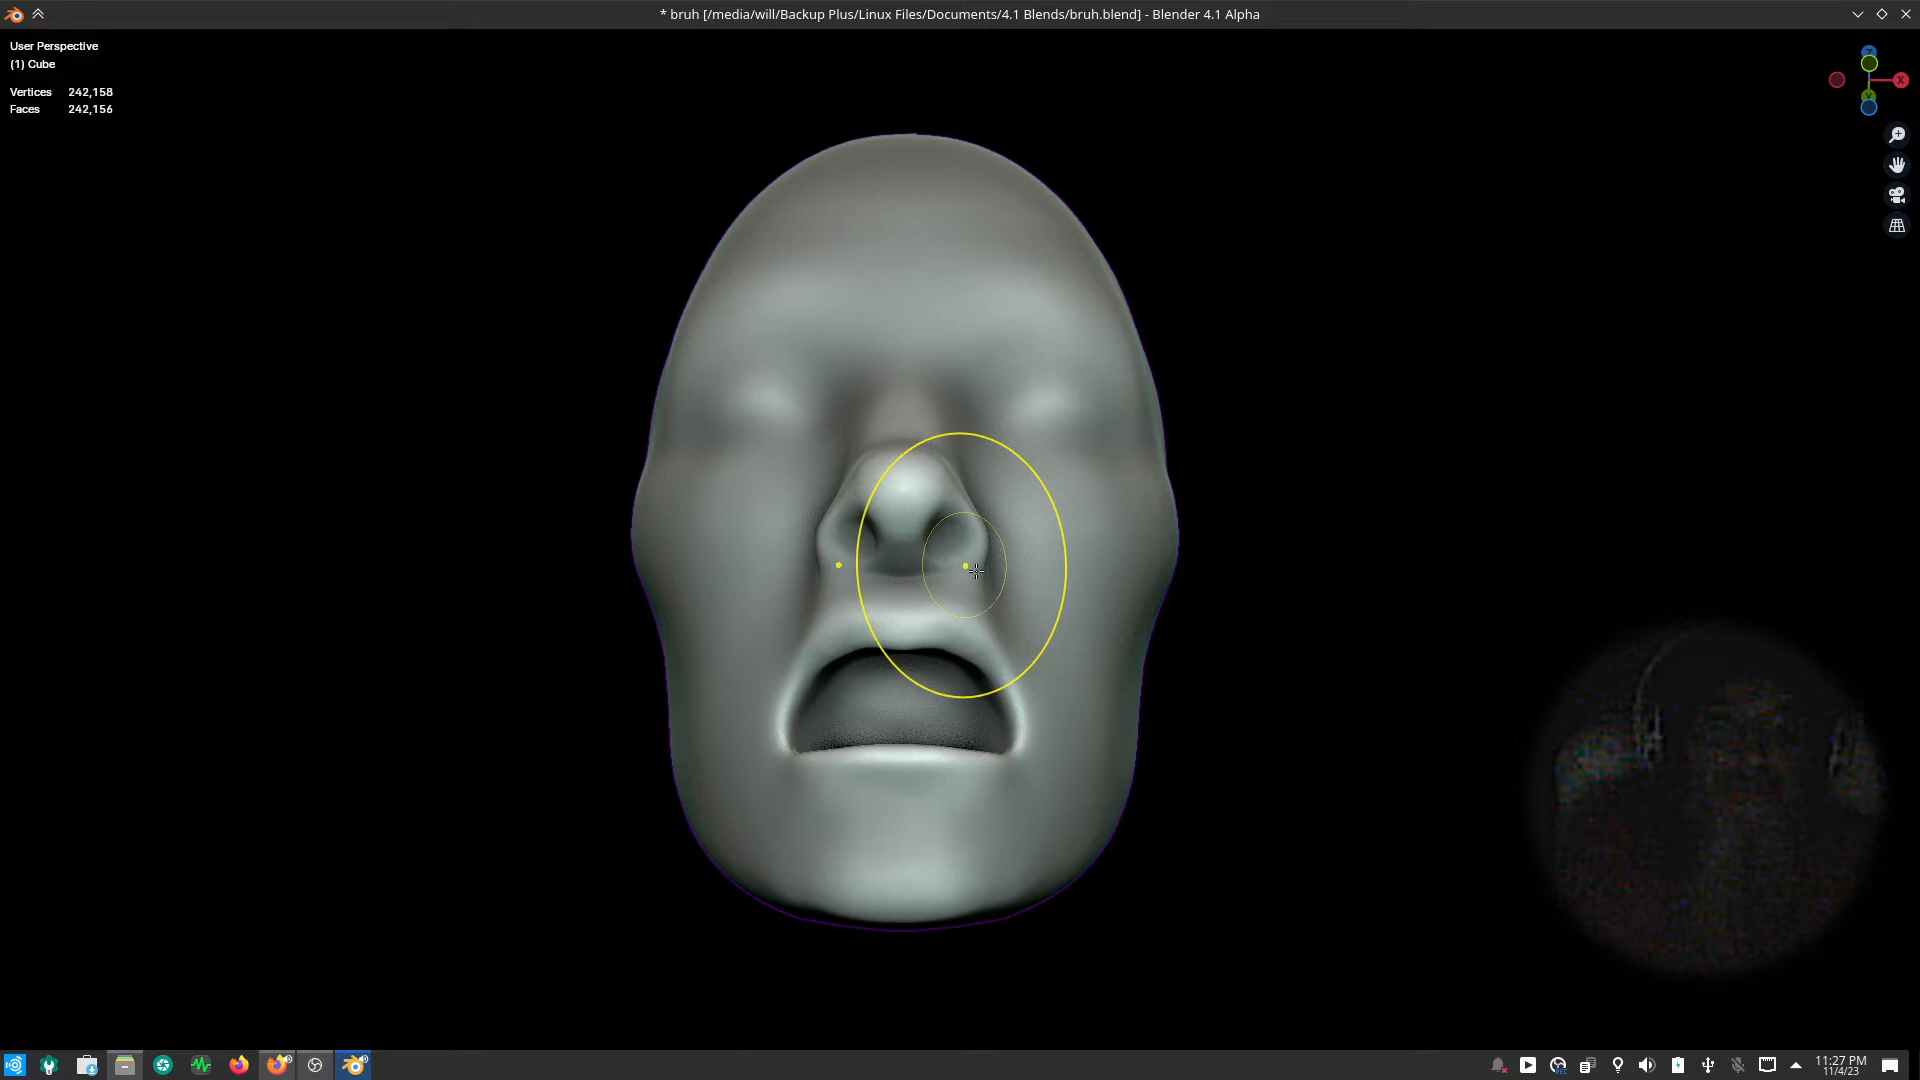 * bruh [/media/will/Backup Plus/Linux Files/Documents/4.1 Blends/bruh.blend] - Blender 4.1 Alpha
User Perspective
(1) Cube
Vertices 242,158
Faces 242,156
Z
X
Y
11:27 PM
11/4/23